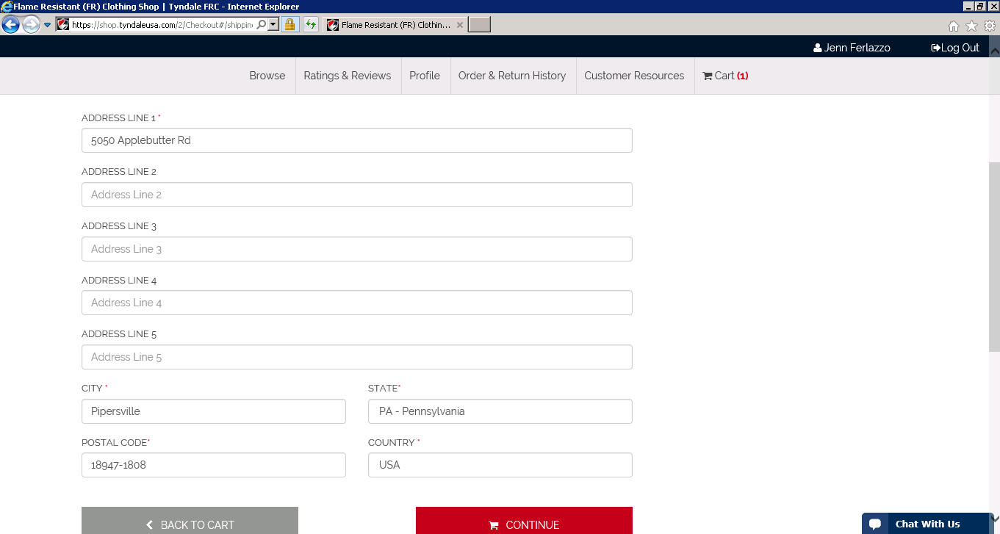 Flame Resistant (FR) Clothing Shop | Tyndale FRC - Internet Explorer
https://shop.tyndaleusa.com/2/Checkout#/shippin
Flame Resistant (FR) Clothin...
Jenn Ferlazzo
Log Out
Browse
Ratings & Reviews
Profile
Order & Return History
Customer Resources
Cart (1)
ADDRESS LINE 1 *
5050 Applebutter Rd
ADDRESS LINE 2
Address Line 2
ADDRESS LINE 3
Address Line 3
ADDRESS LINE 4
Address Line 4
ADDRESS LINE 5
Address Line 5
CITY *
STATE*
Pipersville
PA - Pennsylvania
POSTAL CODE*
COUNTRY *
18947-1808
USA
BACK TO CART
CONTINUE
Chat With Us